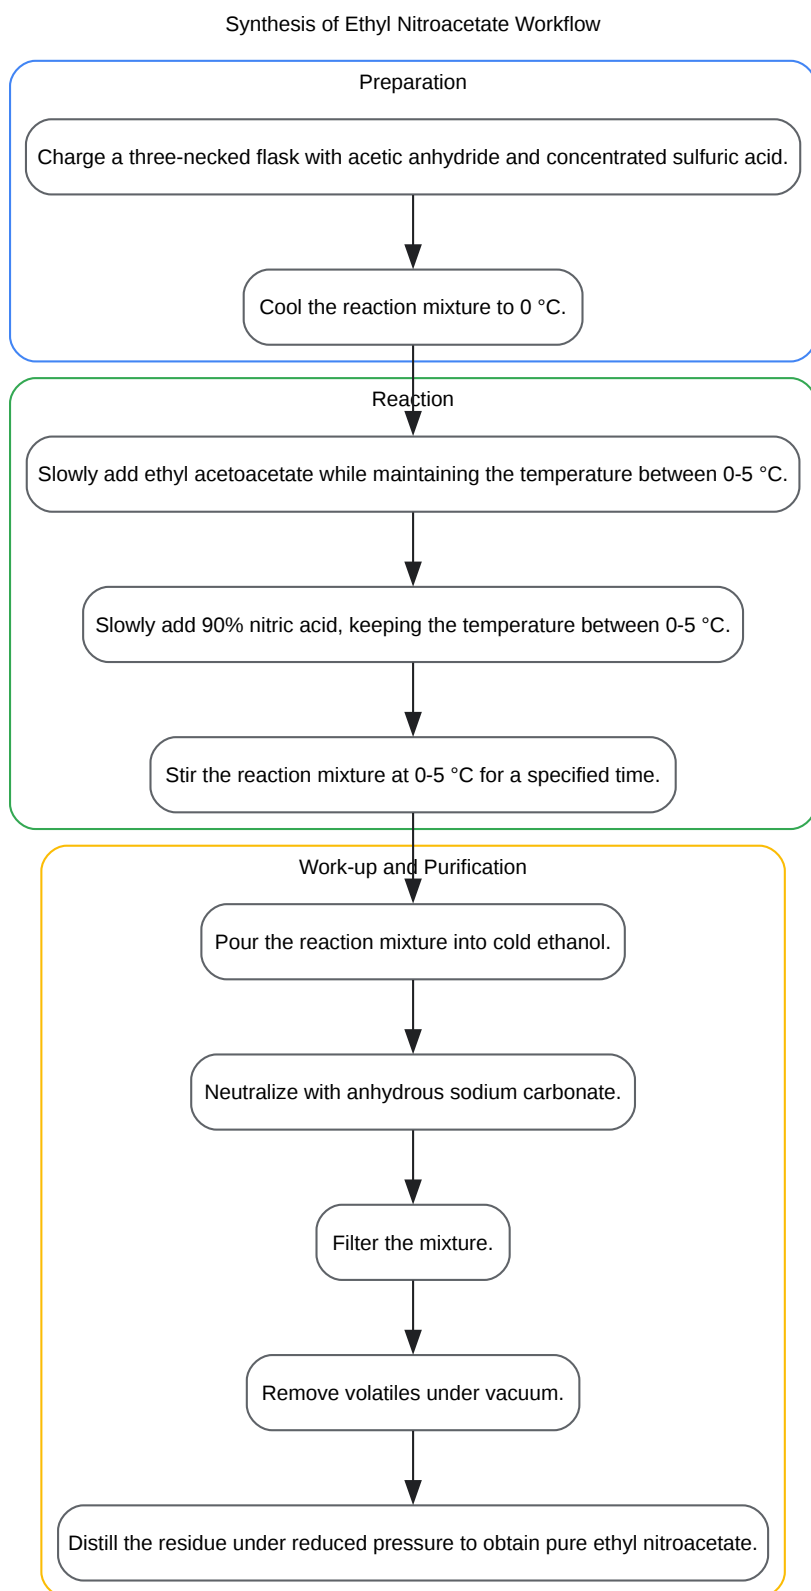 Synthesis of Ethyl Nitroacetate Workflow
Preparation
Charge a three-necked flask with acetic anhydride and concentrated sulfuric acid.
Cool the reaction mixture to 0 °C.
Reaction
Slowly add ethyl acetoacetate while maintaining the temperature between 0-5 °C.
Slowly add 90% nitric acid, keeping the temperature between 0-5 °C.
Stir the reaction mixture at 0-5 °C for a specified time.
Work-up and Purification
Pour the reaction mixture into cold ethanol.
Neutralize with anhydrous sodium carbonate.
Filter the mixture.
Remove volatiles under vacuum.
Distill the residue under reduced pressure to obtain pure ethyl nitroacetate.